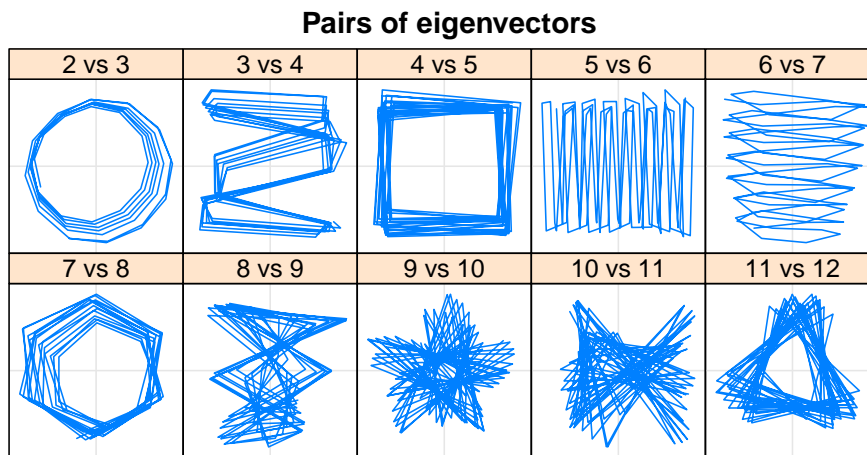 Pairs of eigenvectors
2 vs 3 3 vs 4 4 vs 5 5 vs 6 6 vs 7
7 vs 8 8 vs 9 9 vs 10 10 vs 11 11 vs 12